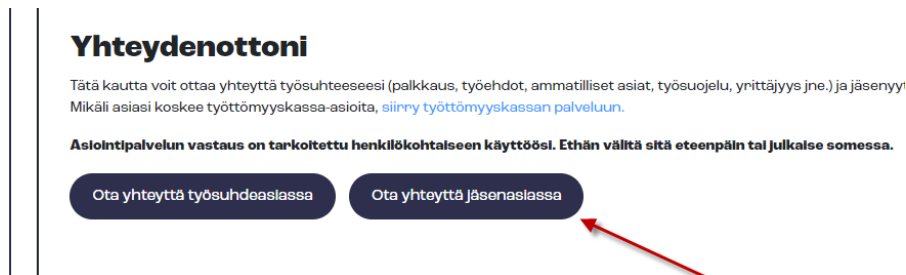 Yhteydenottoni
Tätä kautta voit ottaa yhteyttä työsuhteeseesi (palkkaus, työehdot, ammatilliset asiat, työsuojelu, yrittäjyys jne.) ja
Mikäli asiasi koskee työttömyyskassa-asioita, siirry työttömyyskassan palveluun.
Asiointipalvelun vastaus on tarkoitettu henkilökohtaiseen käyttöösi. Ethän välitä sitä eteenpäin tai julkaise somessa.
Ota yhteyttä työsuhdeasiassa
Ota yhteyttä jäsenasiassa